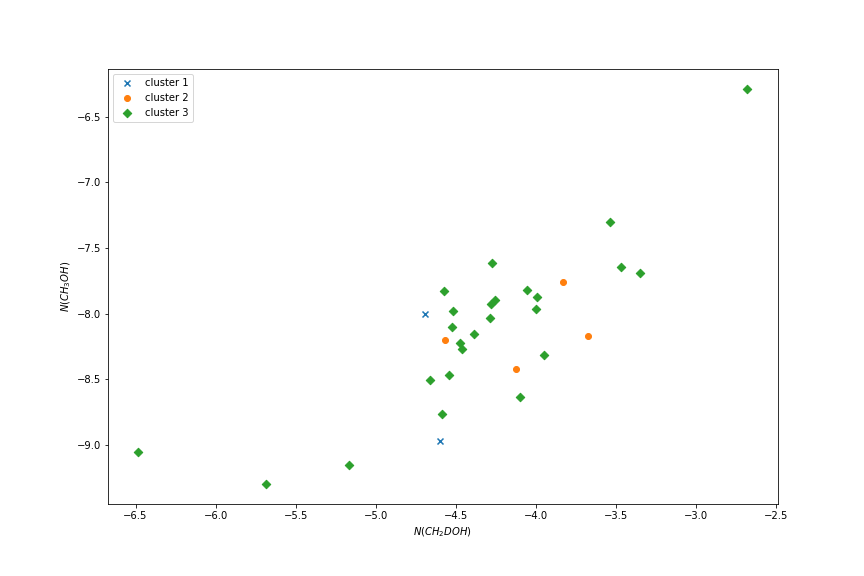 cluster 1
cluster 2
cluster 3
−6.5
−7.0
−7.5
−8.0
−8.5
−9.0
N(CH₃OH)
−6.5 −6.0 −5.5 −5.0 −4.5 −4.0 −3.5 −3.0 −2.5
N(CH₂DOH)